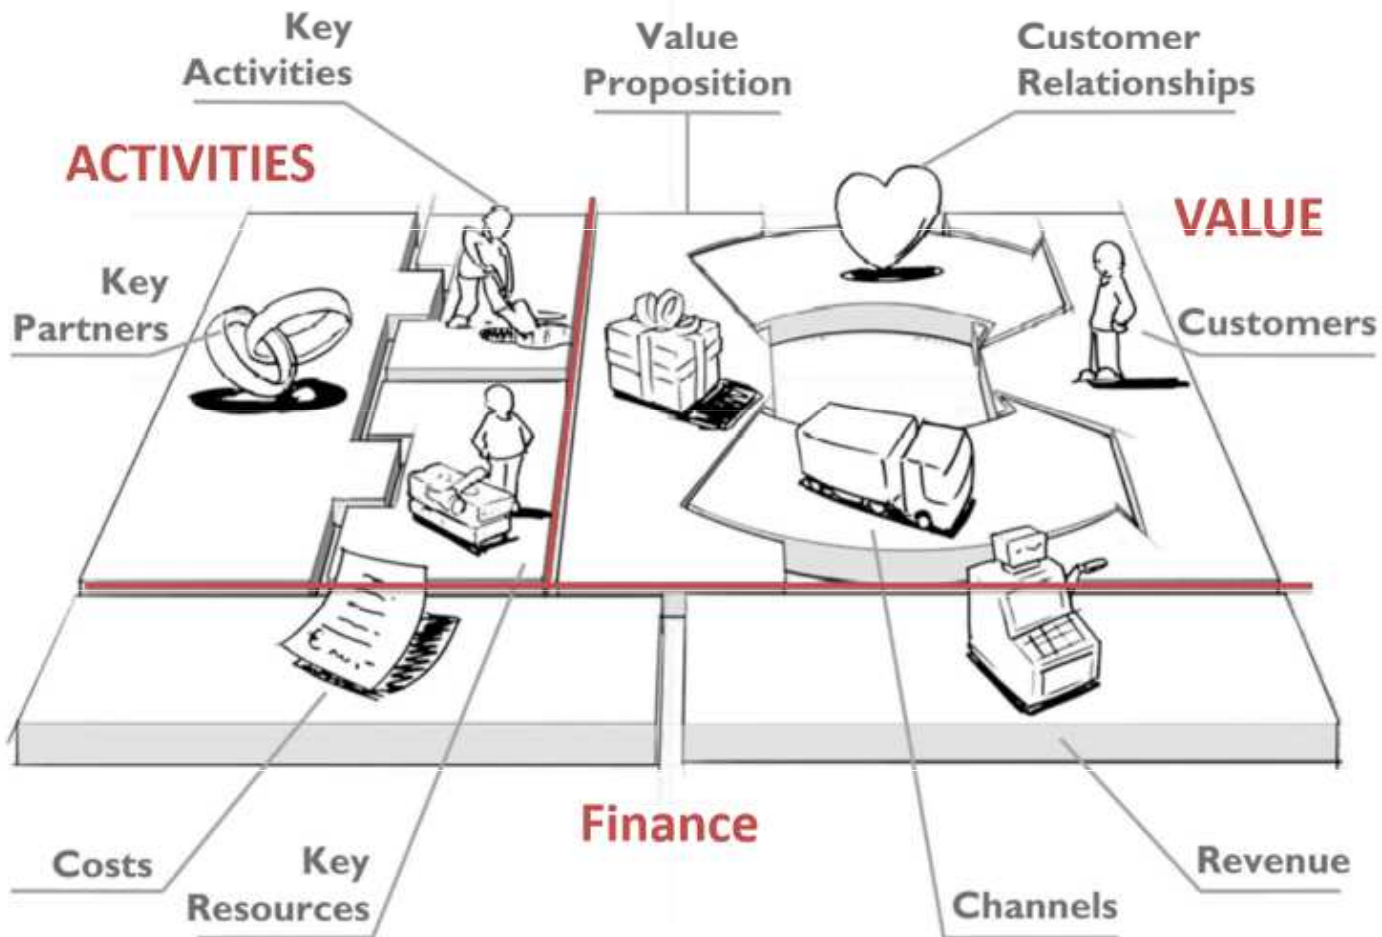 Key
Activities
Value
Proposition
Customer
Relationships
ACTIVITIES
VALUE
Key
Partners
Customers
Finance
Costs
Key
Resources
Channels
Revenue